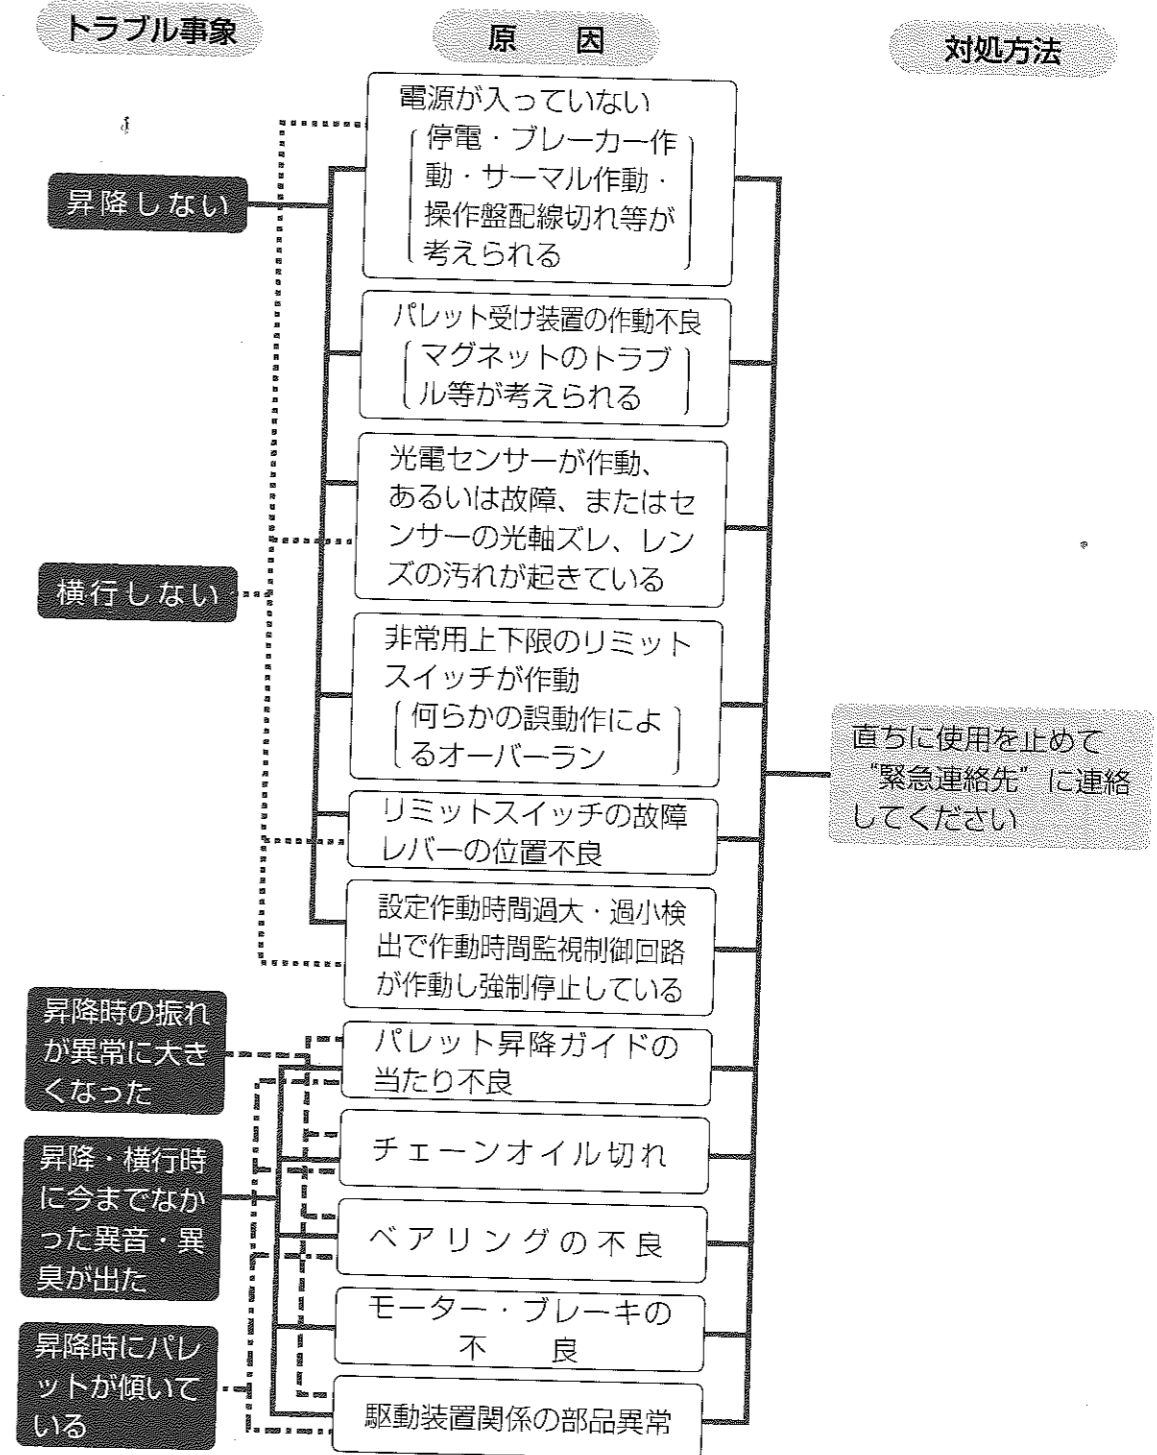 トラブル事象
原　因
対処方法
昇降しない
横行しない
昇降時の振れ
が異常に大き
くなった
昇降・横行時
に今までなか
った異音・異
臭が出た
昇降時にパレ
ットが傾いて
いる
電源が入っていない
停電・ブレーカー作
動・サーマル作動・
操作盤配線切れ等が
考えられる
パレット受け装置の作動不良
マグネットのトラブ
ル等が考えられる
光電センサーが作動、
あるいは故障、またはセ
ンサーの光軸ズレ、レン
ズの汚れが起きている
非常用上下限のリミット
スイッチが作動
何らかの誤動作によ
るオーバーラン
リミットスイッチの故障
レバーの位置不良
設定作動時間過大・過小検
出で作動時間監視制御回路
が作動し強制停止している
パレット昇降ガイドの
当たり不良
チェーンオイル切れ
ベアリングの不良
モーター・ブレーキの
不　良
駆動装置関係の部品異常
直ちに使用を止めて
“緊急連絡先”に連絡
してください